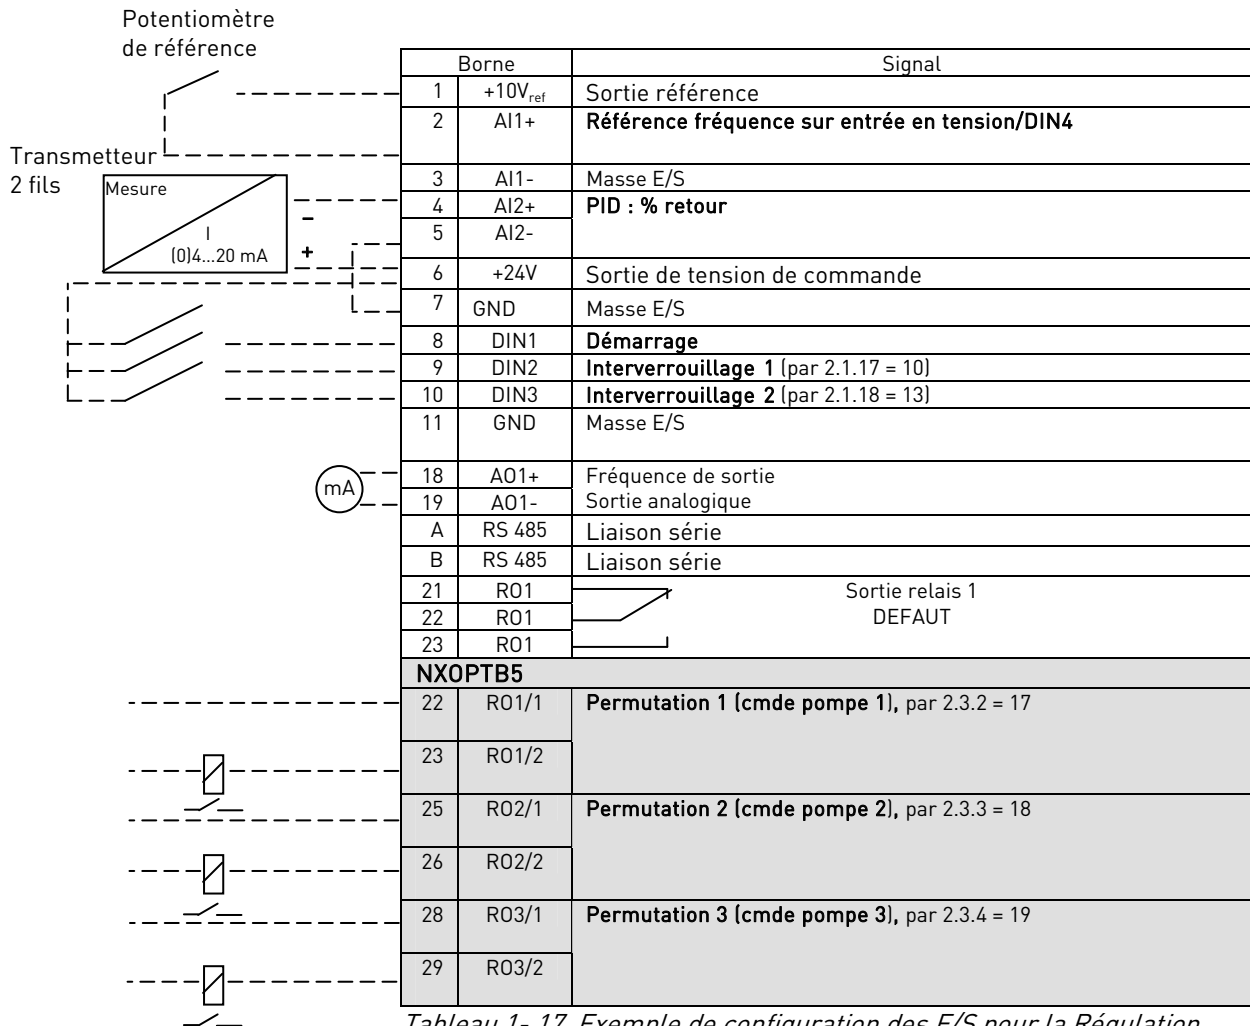 Potentiomètre
de référence
Borne Signal
1 +10Vref Sortie référence
2 AI1+ Référence fréquence sur entrée en tension/DIN4
Transmetteur
2 fils
Mesure
I
(0)4...20 mA
–
+
3 AI1- Masse E/S
4 AI2+ PID : % retour
5 AI2-
6 +24V Sortie de tension de commande
7 GND Masse E/S
8 DIN1 Démarrage
9 DIN2 Interverrouillage 1 (par 2.1.17 = 10)
10 DIN3 Interverrouillage 2 (par 2.1.18 = 13)
11 GND Masse E/S
mA
18 AO1+ Fréquence de sortie
19 AO1- Sortie analogique
A RS 485 Liaison série
B RS 485 Liaison série
21 RO1 Sortie relais 1
22 RO1 DEFAUT
23 RO1
NXOPTB5
22 RO1/1 Permutation 1 (cmde pompe 1), par 2.3.2 = 17
23 RO1/2
25 RO2/1 Permutation 2 (cmde pompe 2), par 2.3.3 = 18
26 RO2/2
28 RO3/1 Permutation 3 (cmde pompe 3), par 2.3.4 = 19
29 RO3/2
Tableau 1- 17. Exemple de configuration des E/S pour la Régulation